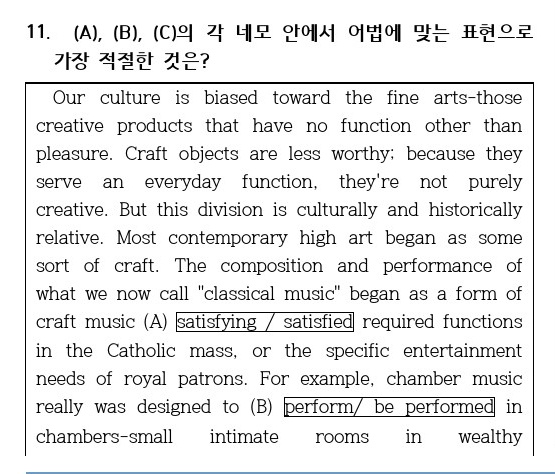 11. (A), (B), (C)의 각 네모 안에서 어법에 맞는 표현으로
가장 적절한 것은?
Our culture is biased toward the fine arts-those
creative products that have no function other than
pleasure. Craft objects are less worthy; because they
serve an everyday function, they're not purely
creative. But this division is culturally and historically
relative. Most contemporary high art began as some
sort of craft. The composition and performance of
what we now call "classical music" began as a form of
craft music (A) satisfying / satisfied required functions
in the Catholic mass, or the specific entertainment
needs of royal patrons. For example, chamber music
really was designed to (B) perform/ be performed in
chambers-small intimate rooms in wealthy